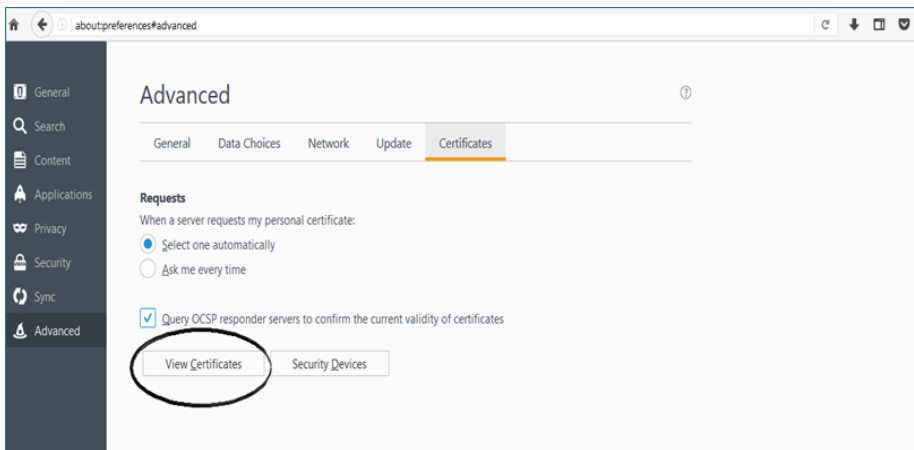 about:preferences#advanced
General
Search
Content
Applications
Privacy
Security
Sync
Advanced
Advanced
General Data Choices Network Update Certificates
Requests
When a server requests my personal certificate:
Select one automatically
Ask me every time
Query OCSP responder servers to confirm the current validity of certificates
View Certificates Security Devices